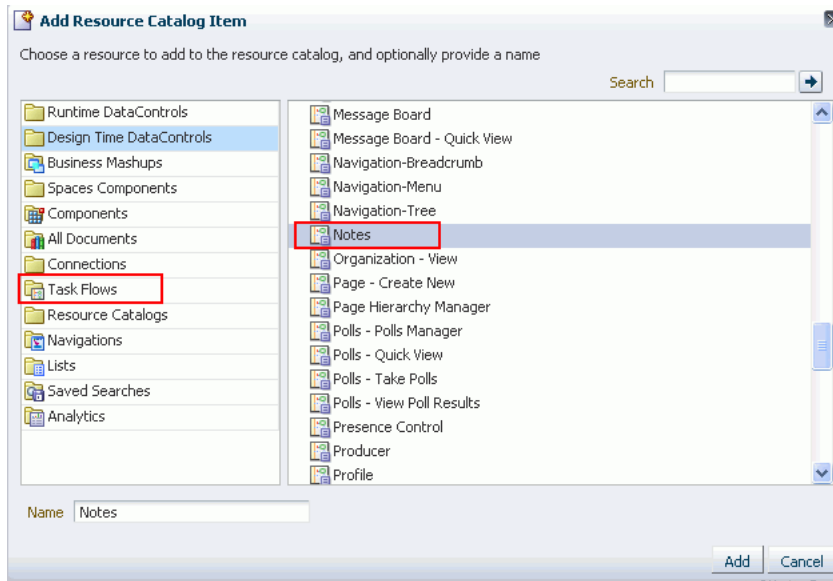 Add Resource Catalog Item
Choose a resource to add to the resource catalog, and optionally provide a name
Search
Runtime DataControls
Design Time DataControls
Business Mashups
Spaces Components
Components
All Documents
Connections
Task Flows
Resource Catalogs
Navigations
Lists
Saved Searches
Analytics
Message Board
Message Board - Quick View
Navigation-Breadcrumb
Navigation-Menu
Navigation-Tree
Notes
Organization - View
Page - Create New
Page Hierarchy Manager
Polls - Polls Manager
Polls - Quick View
Polls - Take Polls
Polls - View Poll Results
Presence Control
Producer
Profile
Name Notes
Add Cancel